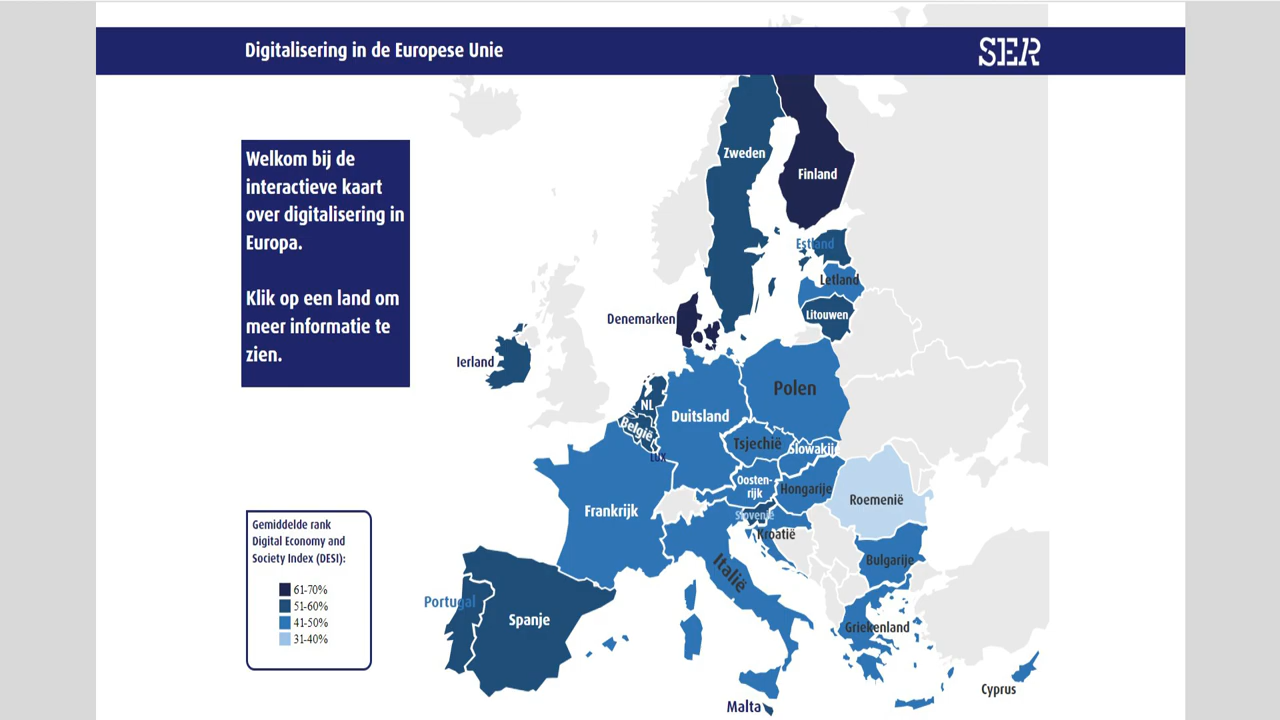 Digitalisering in de Europese Unie
SER
Welkom bij de
interactieve kaart
over digitalisering in
Europa.
Klik op een land om
meer informatie te
zien.
Zweden
Finland
Estland
Letland
Litouwen
Denemarken
Ierland
NL
België
LUX
Duitsland
Polen
Tsjechië
Slowakije
Oosten-
rijk
Hongarije
Roemenië
Slovenië
Kroatië
Frankrijk
Italië
Bulgarije
Portugal
Spanje
Griekenland
Cyprus
Malta
Gemiddelde rank
Digital Economy and
Society Index (DESI):
61-70%
51-60%
41-50%
31-40%